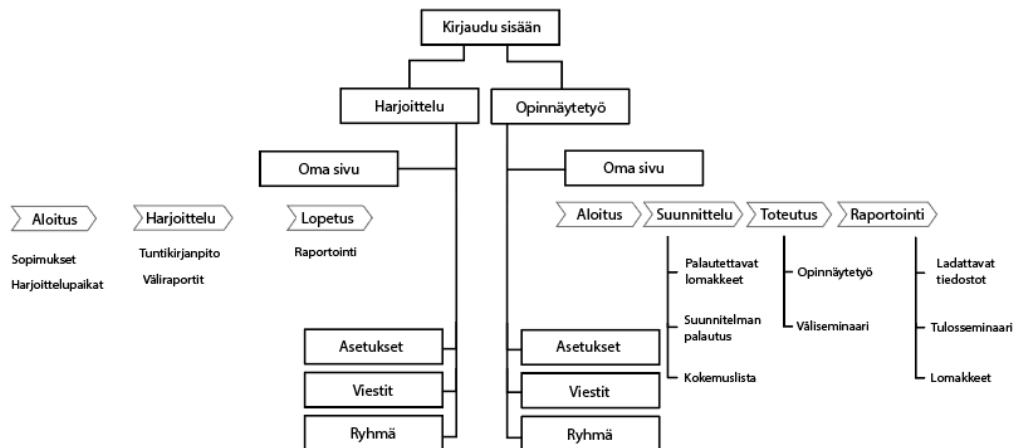 Kirjaudu sisään
Harjoittelu
Opinnäytetyö
Oma sivu
Oma sivu
Aloitus
Harjoittelu
Lopetus
Aloitus
Suunnittelu
Toteutus
Raportointi
Sopimukset
Harjoittelupaikat
Tuntikirjanpito
Väliraportit
Raportointi
Palautettavat
lomakkeet
Suunnitelman
palautus
Kokemuslista
Opinnäytetyö
Väliseminaari
Ladattavat
tiedostot
Tulosseminaari
Lomakkeet
Asetukset
Viestit
Ryhmä
Asetukset
Viestit
Ryhmä